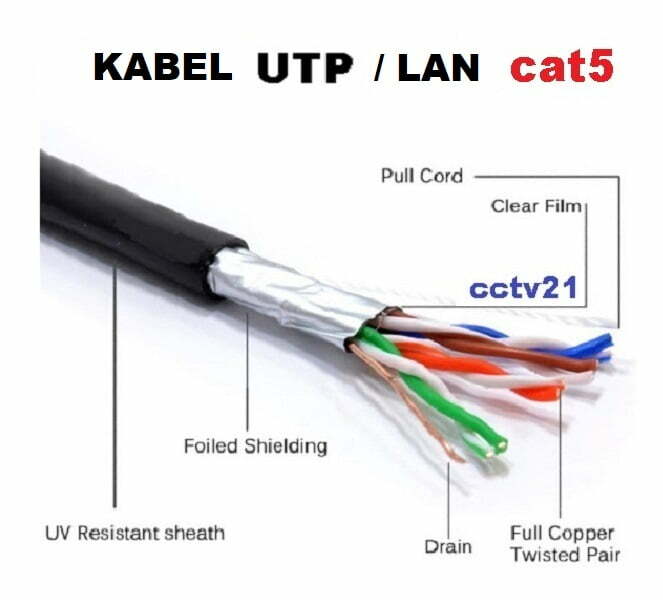 KABEL UTP / LAN cat5
Pull Cord
Clear Film
cctv21
Foiled Shielding
UV Resistant sheath
Drain
Full Copper
Twisted Pair